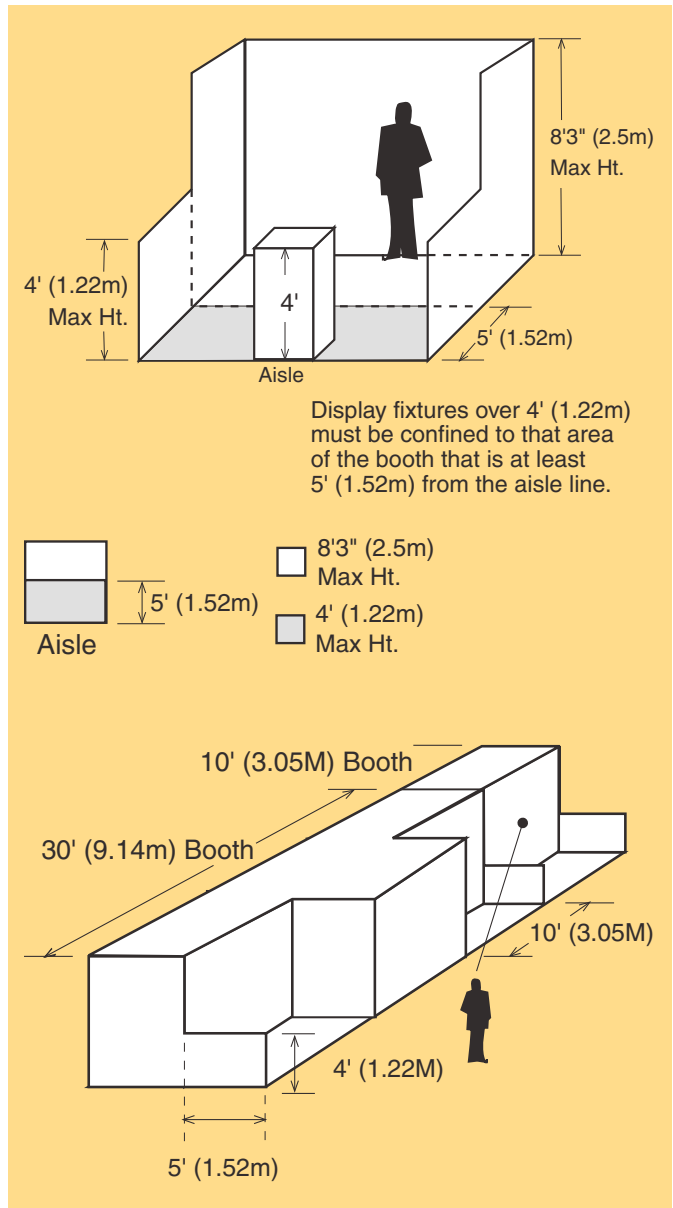 8'3" (2.5m)
Max Ht.
4' (1.22m)
Max Ht.
4'
5' (1.52m)
Aisle
Display fixtures over 4' (1.22m)
must be confined to that area
of the booth that is at least
5' (1.52m) from the aisle line.
8'3" (2.5m)
Max Ht.
5' (1.52m)
4' (1.22m)
Max Ht.
Aisle
10' (3.05M) Booth
30' (9.14m) Booth
10' (3.05M)
4' (1.22M)
5' (1.52m)